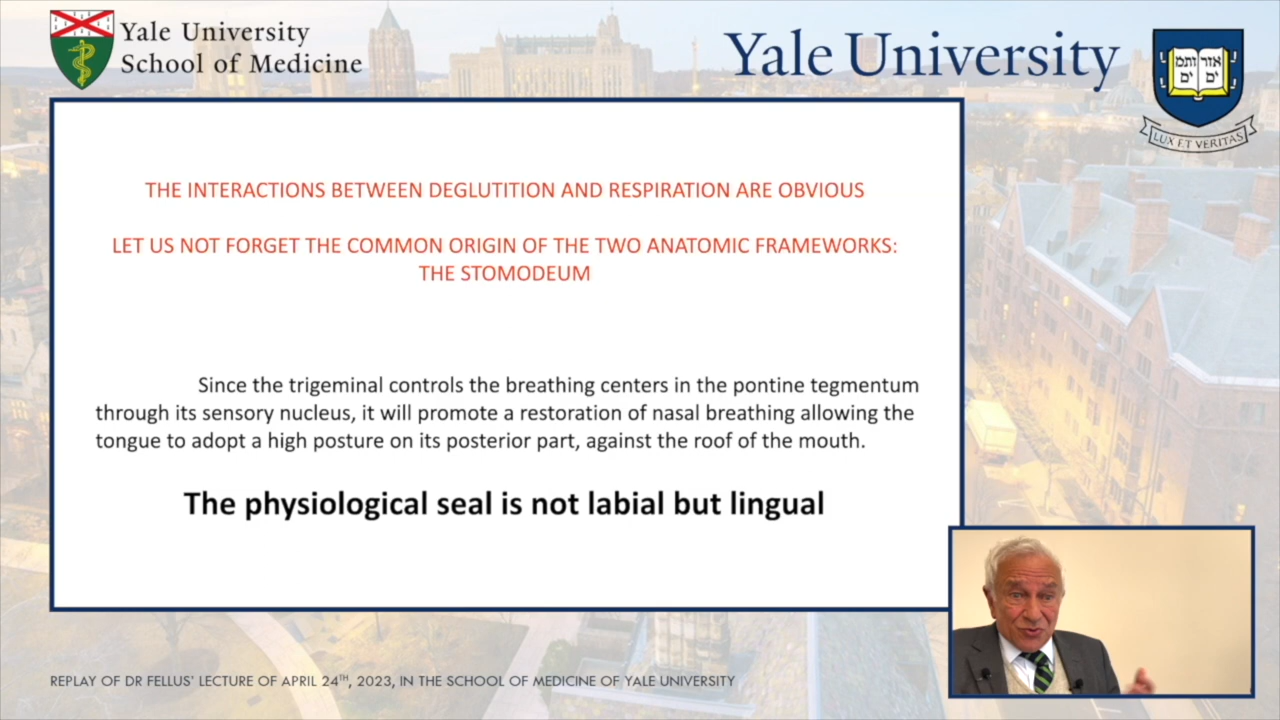 Yale University
School of Medicine
Yale University
אורים
ותמים
LUX ET VERITAS
THE INTERACTIONS BETWEEN DEGLUTITION AND RESPIRATION ARE OBVIOUS
LET US NOT FORGET THE COMMON ORIGIN OF THE TWO ANATOMIC FRAMEWORKS:
THE STOMODEUM
Since the trigeminal controls the breathing centers in the pontine tegmentum
through its sensory nucleus, it will promote a restoration of nasal breathing allowing the
tongue to adopt a high posture on its posterior part, against the roof of the mouth.
The physiological seal is not labial but lingual
REPLAY OF DR FELLUS' LECTURE OF APRIL 24TH, 2023, IN THE SCHOOL OF MEDICINE OF YALE UNIVERSITY